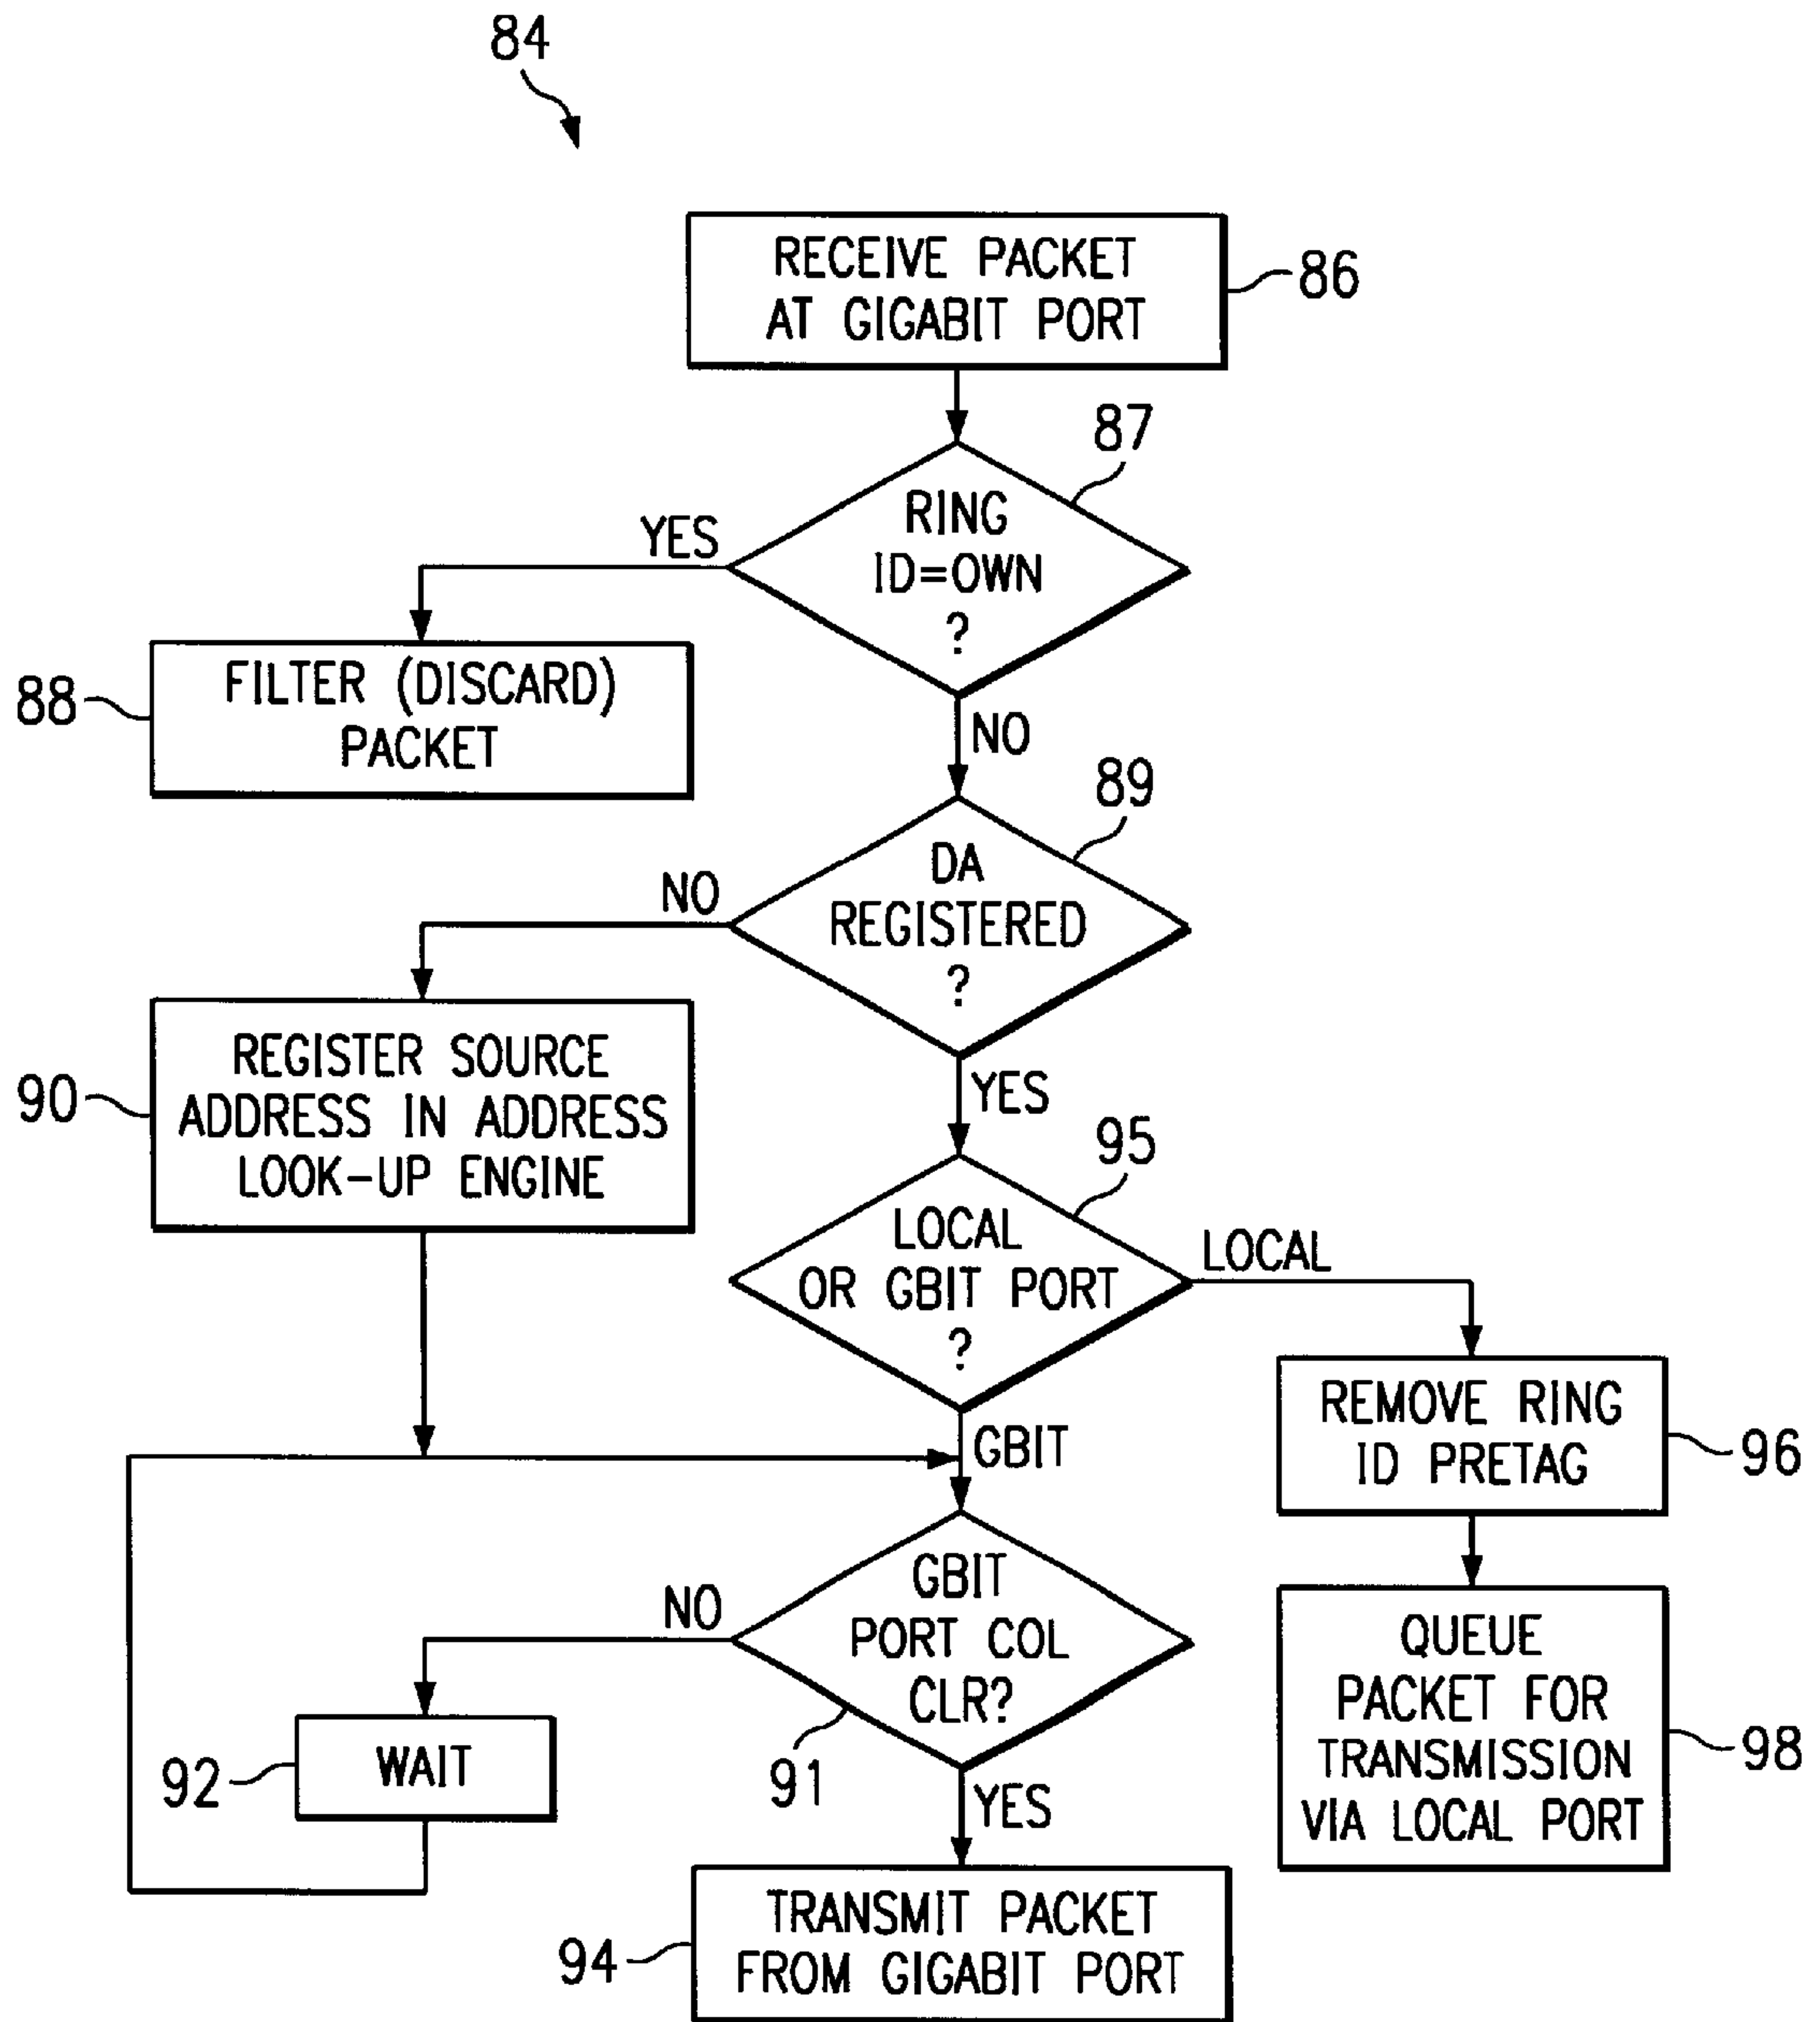 84
RECEIVE PACKET
AT GIGABIT PORT
86
87
RING
ID=OWN
?
YES
FILTER (DISCARD)
PACKET
88
NO
89
DA
REGISTERED
?
NO
REGISTER SOURCE
ADDRESS IN ADDRESS
LOOK-UP ENGINE
90
YES
95
LOCAL
OR GBIT PORT
?
LOCAL
REMOVE RING
ID PRETAG
96
GBIT
GBIT
PORT COL
CLR?
91
NO
WAIT
92
QUEUE
PACKET FOR
TRANSMISSION
VIA LOCAL PORT
98
YES
TRANSMIT PACKET
FROM GIGABIT PORT
94